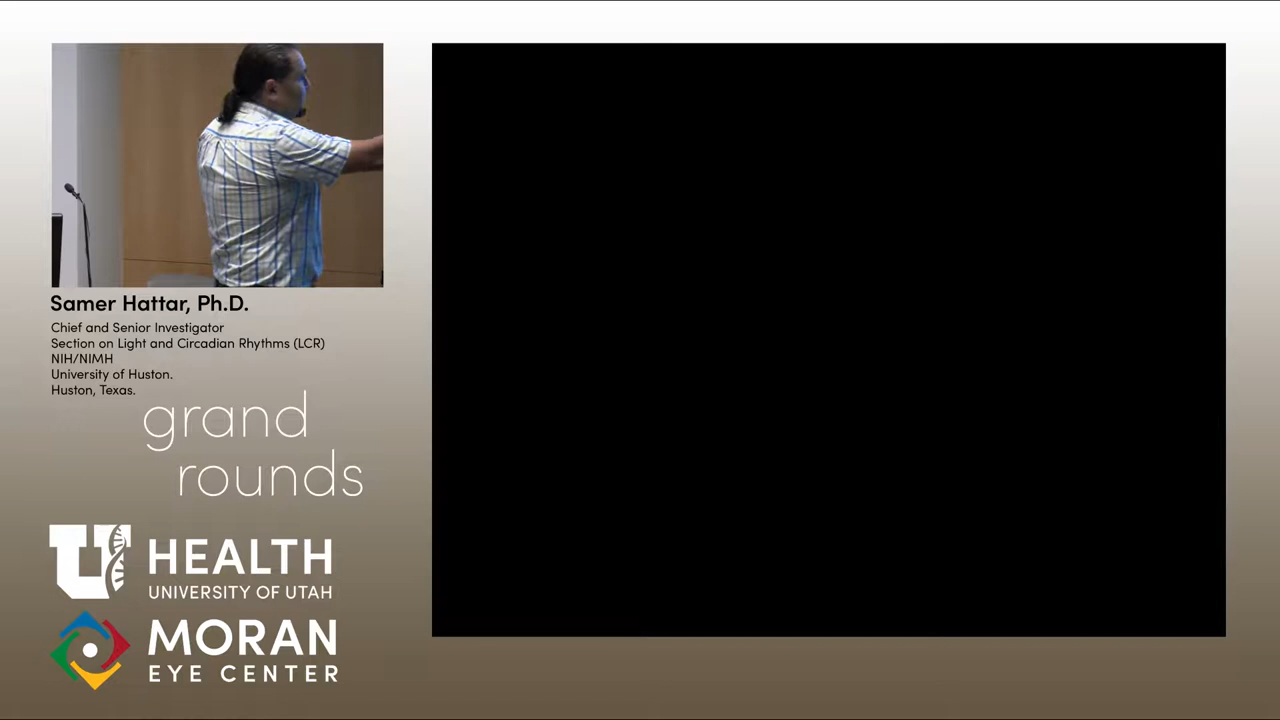 Samer Hattar, Ph.D.
Chief and Senior Investigator
Section on Light and Circadian Rhythms (LCR)
NIH/NIMH
University of Huston.
Huston, Texas.
grand
rounds
U HEALTH
UNIVERSITY OF UTAH
MORAN
EYE CENTER